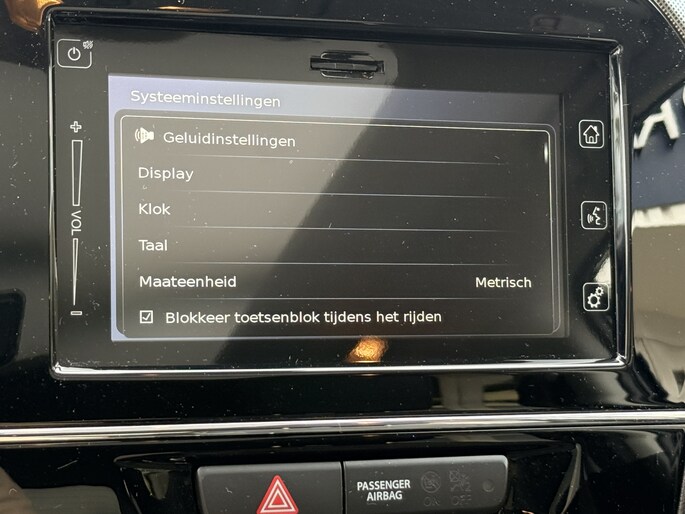 Systeeminstellingen
Geluidinstellingen
Display
Klok
Taal
Maateenheid Metrisch
Blokkeer toetsenblok tijdens het rijden
+
VOL
−
PASSENGER
AIRBAG